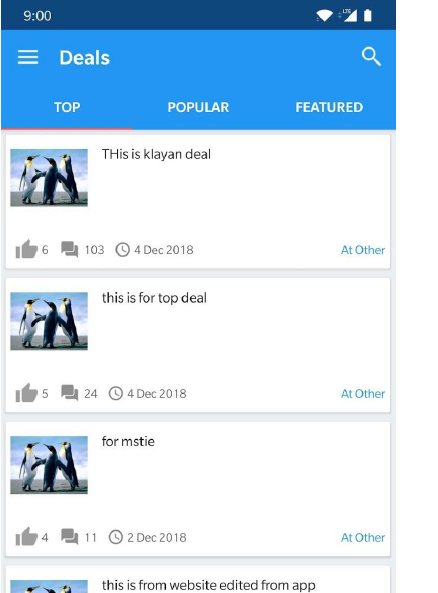 9:00
LTE
Deals
TOP POPULAR FEATURED
THis is klayan deal
6 103 4 Dec 2018 At Other
this is for top deal
5 24 4 Dec 2018 At Other
for mstie
4 11 2 Dec 2018 At Other
this is from website edited from app